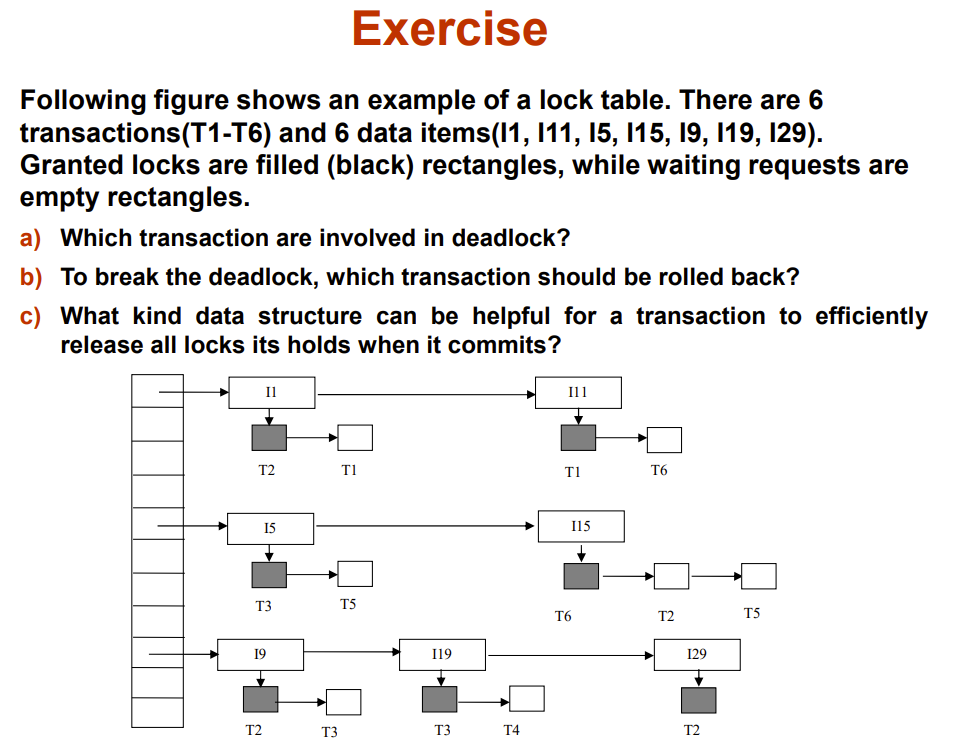 Exercise
Following figure shows an example of a lock table. There are 6
transactions(T1-T6) and 6 data items(I1, I11, I5, I15, I9, I19, I29).
Granted locks are filled (black) rectangles, while waiting requests are
empty rectangles.
a) Which transaction are involved in deadlock?
b) To break the deadlock, which transaction should be rolled back?
c) What kind data structure can be helpful for a transaction to efficiently
release all locks its holds when it commits?
I1 I11
T2 T1 T1 T6
I5 I15
T3 T5 T6 T2 T5
I9 I19 I29
T2 T3 T3 T4 T2